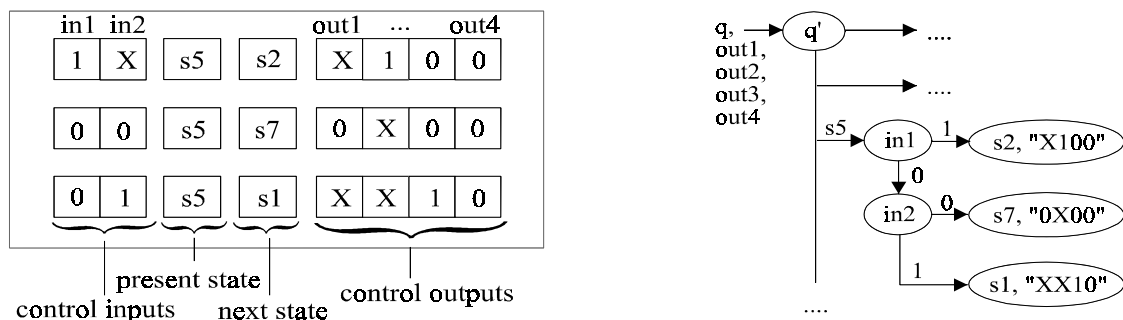 in1 in2 out1 ... out4
1 X s5 s2 X 1 0 0
0 0 s5 s7 0 X 0 0
0 1 s5 s1 X X 1 0
present state
control inputs
next state
control outputs
q,
out1,
out2,
out3,
out4
q'
....
....
s5
in1
1
s2, "X100"
0
in2
0
s7, "0X00"
1
s1, "XX10"
....